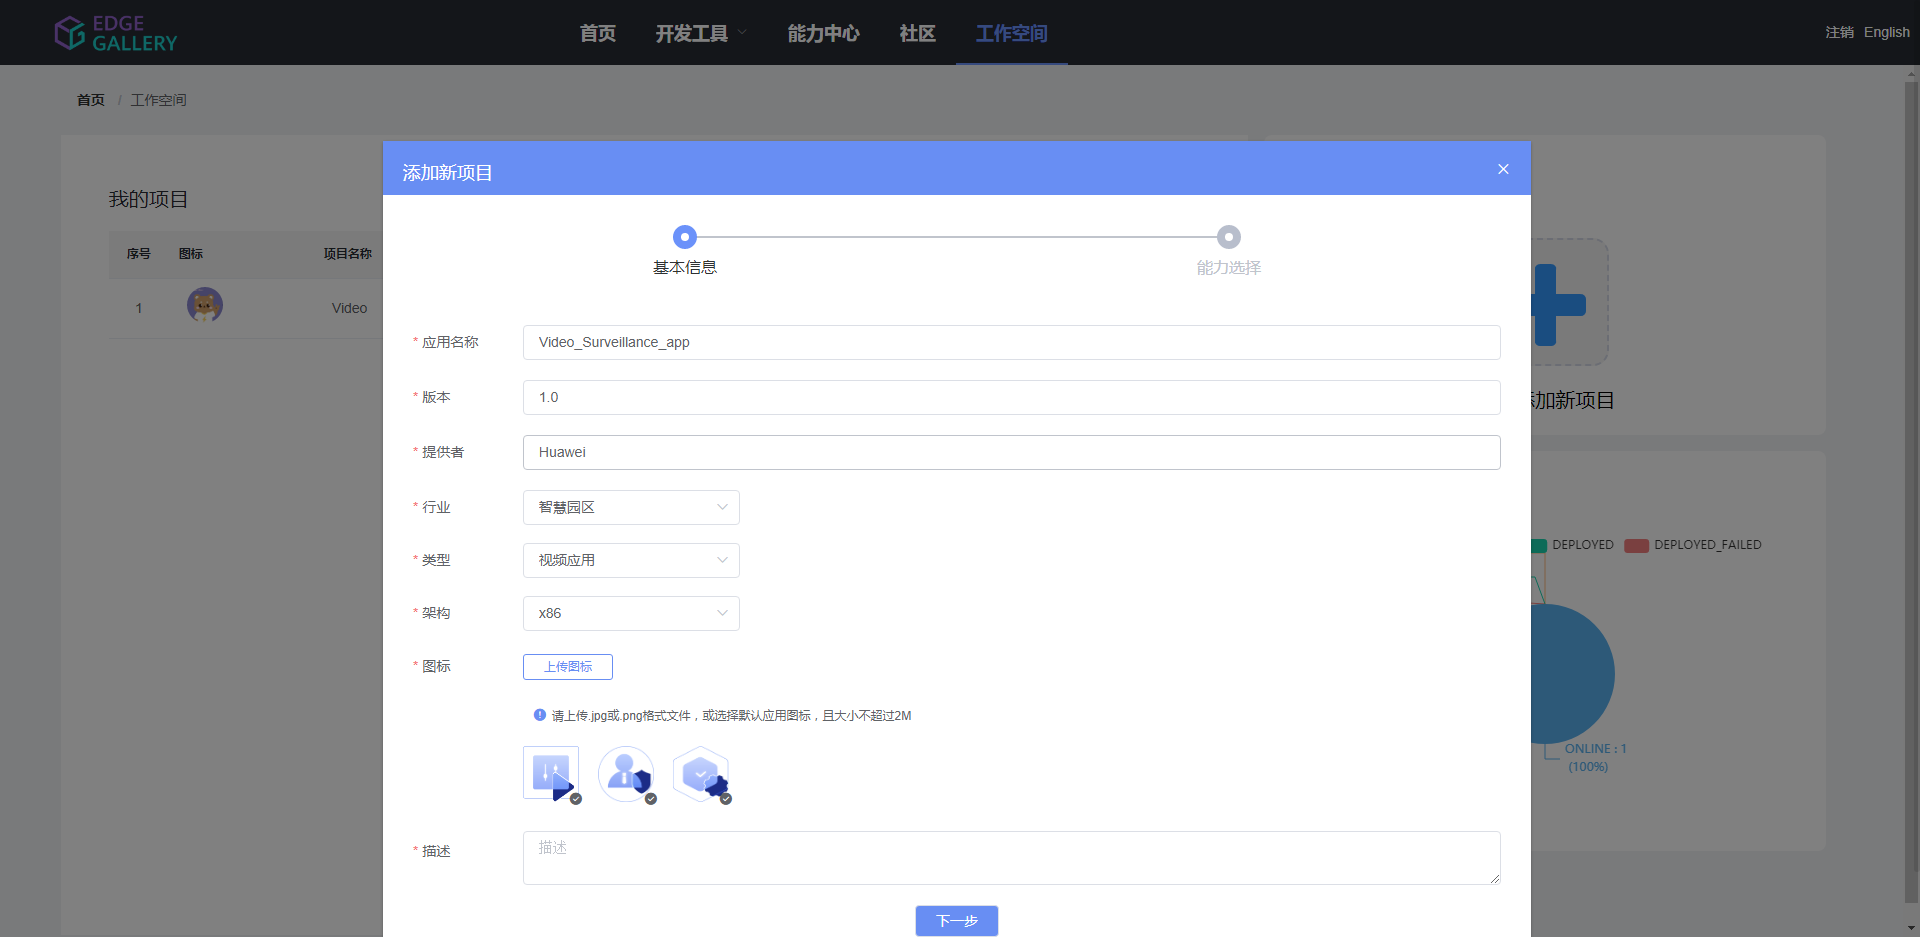 EDGE
GALLERY
首页 开发工具 能力中心 社区 工作空间
注销 English
首页 / 工作空间
我的项目
序号 图标 项目名称
1 Video
添加新项目
基本信息
能力选择
* 应用名称 Video_Surveillance_app
* 版本 1.0
* 提供者 Huawei
* 行业 智慧园区
* 类型 视频应用
* 架构 x86
* 图标 上传图标
请上传.jpg或.png格式文件，或选择默认应用图标，且大小不超过2M
* 描述 描述
下一步
加新项目
DEPLOYED DEPLOYED_FAILED
ONLINE : 1
(100%)